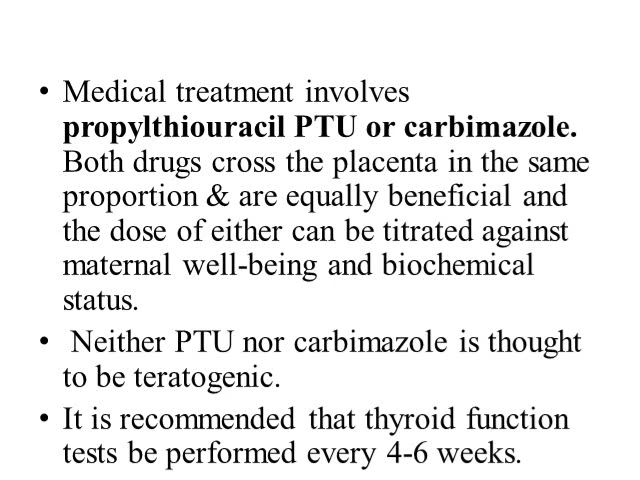 • Medical treatment involves
propylthiouracil PTU or carbimazole.
Both drugs cross the placenta in the same
proportion & are equally beneficial and
the dose of either can be titrated against
maternal well-being and biochemical
status.
• Neither PTU nor carbimazole is thought
to be teratogenic.
• It is recommended that thyroid function
tests be performed every 4-6 weeks.